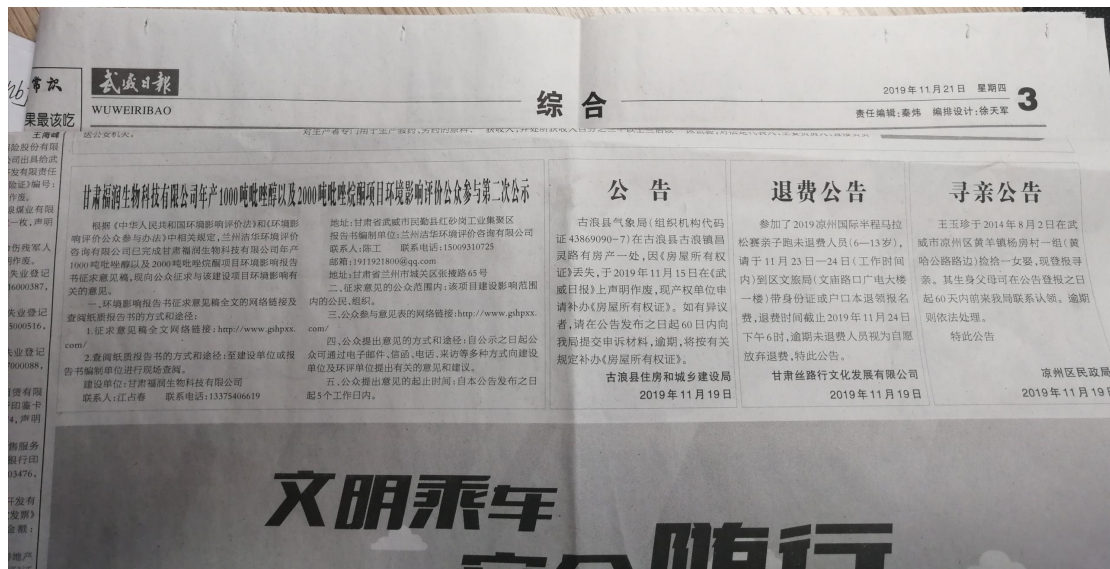 常识
果最该吃
武威日报
WUWEIRIBAO
综合
2019年11月21日 星期四
责任编辑:秦炜 编排设计:徐天军
3
甘肃福润生物科技有限公司年产1000吨吡唑醇以及2000吨吡唑烷酮项目环境影响评价公众参与第二次公示
根据《中华人民共和国环境影响评价法》和《环境影
响评价公众参与办法》中相关规定,兰州洁华环境评价
咨询有限公司已完成甘肃福润生物科技有限公司年产
1000吨吡唑醇以及2000吨吡唑烷酮项目环境影响报告
书征求意见稿,现向公众征求与该建设项目环境影响有
关的意见。
一、环境影响报告书征求意见稿全文的网络链接及
查阅纸质报告书的方式和途径:
1.征求意见稿全文网络链接:http://www.gshpxx.
com/
2.查阅纸质报告书的方式和途径:至建设单位或报
告书编制单位进行现场查阅。
建设单位:甘肃福润生物科技有限公司
联系人:江占春 联系电话:13375406619
地址:甘肃省武威市民勤县红砂岗工业集聚区
报告书编制单位:兰州洁华环境评价咨询有限公司
联系人:陈工 联系电话:15009310725
邮箱:1911921800@qq.com
地址:甘肃省兰州市城关区张掖路65号
二、征求意见的公众范围:该项目建设影响范
围内的公民、组织。
三、公众参与意见表的网络链接:http://www.gshpxx.
com/
四、公众提出意见的方式和途径:自公示之日起公
众可通过电子邮件、信函、电话、来访等多种方式向建设
单位及环评单位提出有关的意见和建议。
五、公众提出意见的起止时间:自本公告发布之日
起5个工作日内。
公告
古浪县气象局(组织机构代码
证43869090-7)在古浪县古浪镇昌
灵路有房产一处,因《房屋所有权
证》丢失,于2019年11月15日在《武
威日报》上声明作废,现产权单位申
请补办《房屋所有权证》。如有异议
者,请在公告发布之日起60日内向
我局提交申诉材料,逾期,将按有关
规定补办《房屋所有权证》。
古浪县住房和城乡建设局
2019年11月19日
退费公告
参加了2019凉州国际半程马拉
松赛亲子跑未退费人员(6—13岁),
请于11月23日—24日(工作时间
内)到区文旅局(文庙路口广电大楼
一楼)带身份证或户口本退领报名
费,退费时间截止2019年11月24日
下午6时,逾期未退费人员视为自愿
放弃退费,特此公告。
甘肃丝路行文化发展有限公司
2019年11月19日
寻亲公告
王玉珍于2014年8月2日在武
威市凉州区黄羊镇杨房村一组(黄
哈公路路边)捡拾一女婴,现登报寻
亲。其生身父母可在公告登报之日
起60天内前来我局联系认领。逾期
则依法处理。
特此公告
凉州区民政局
2019年11月19日
文明乘车